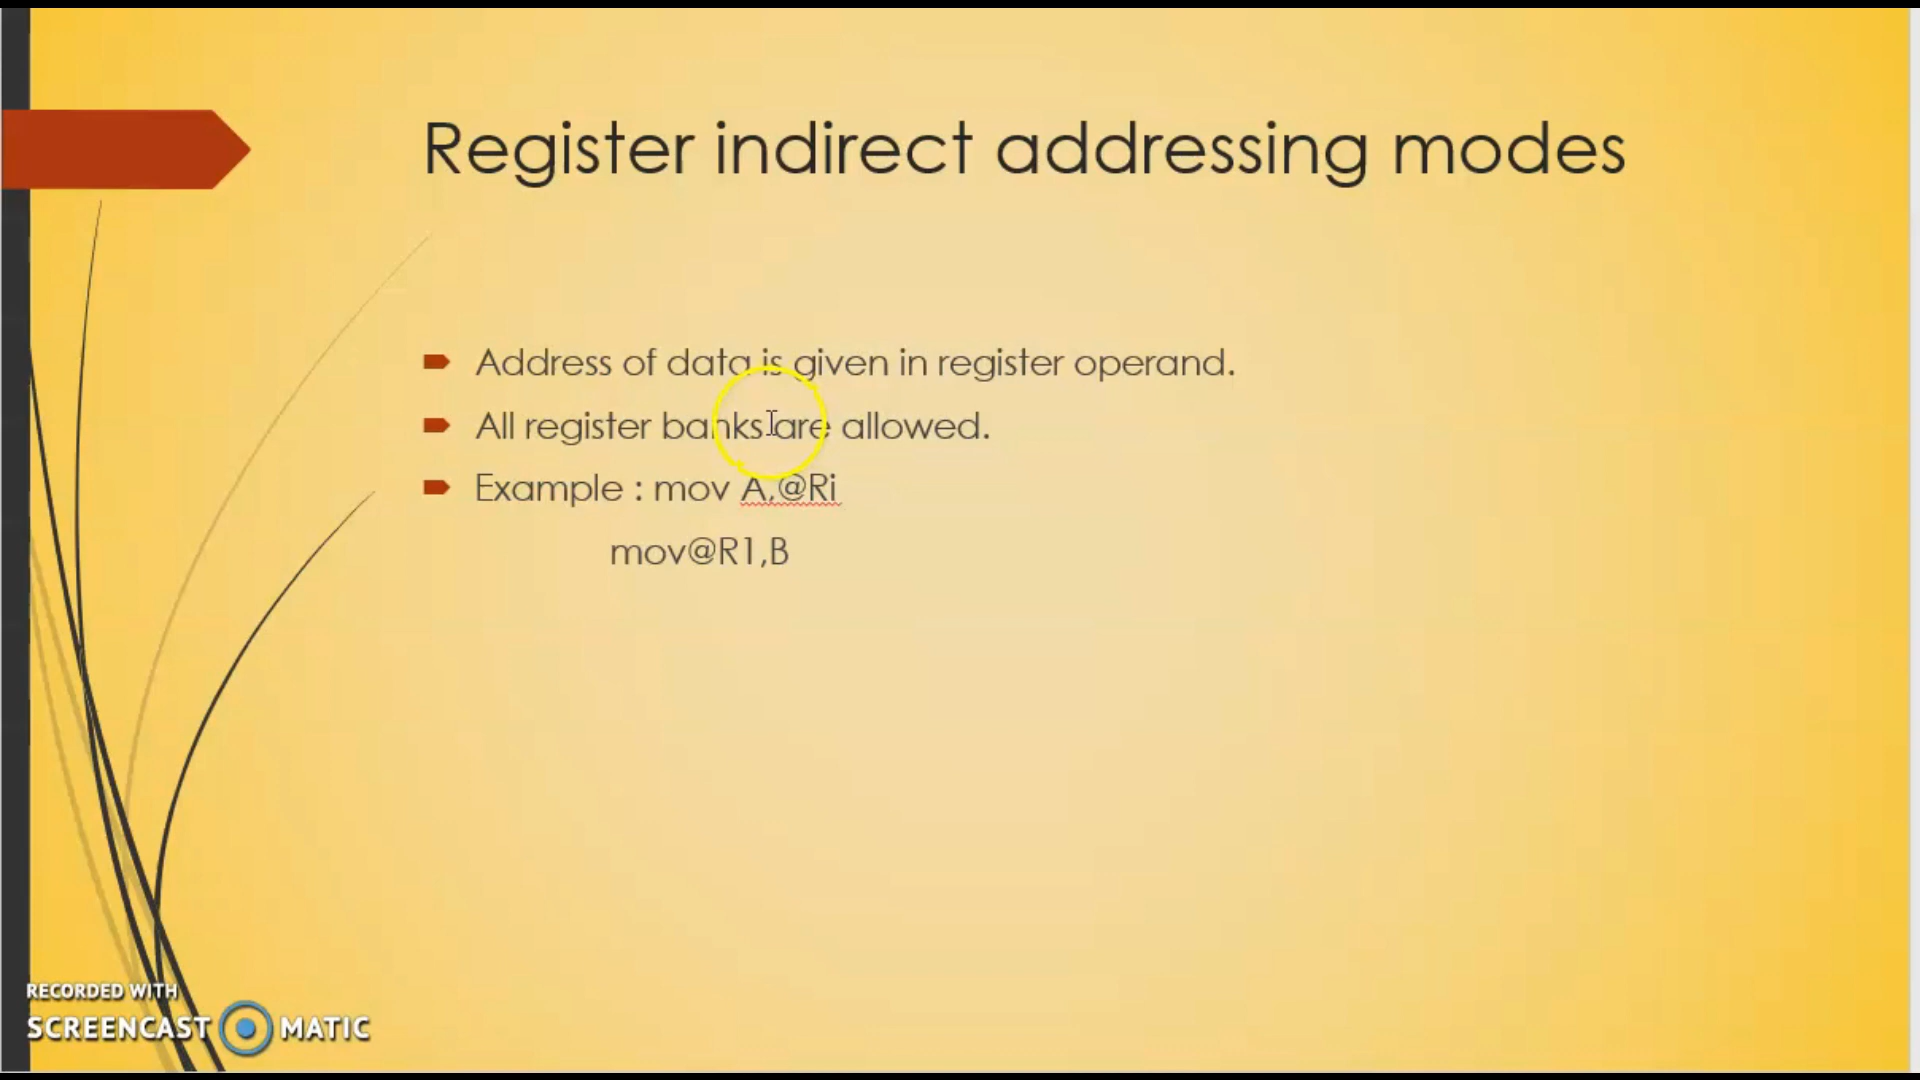 Register indirect addressing modes
Address of data is given in register operand.
All register banks are allowed.
Example : mov A,@Ri
mov@R1,B
RECORDED WITH
SCREENCAST MATIC